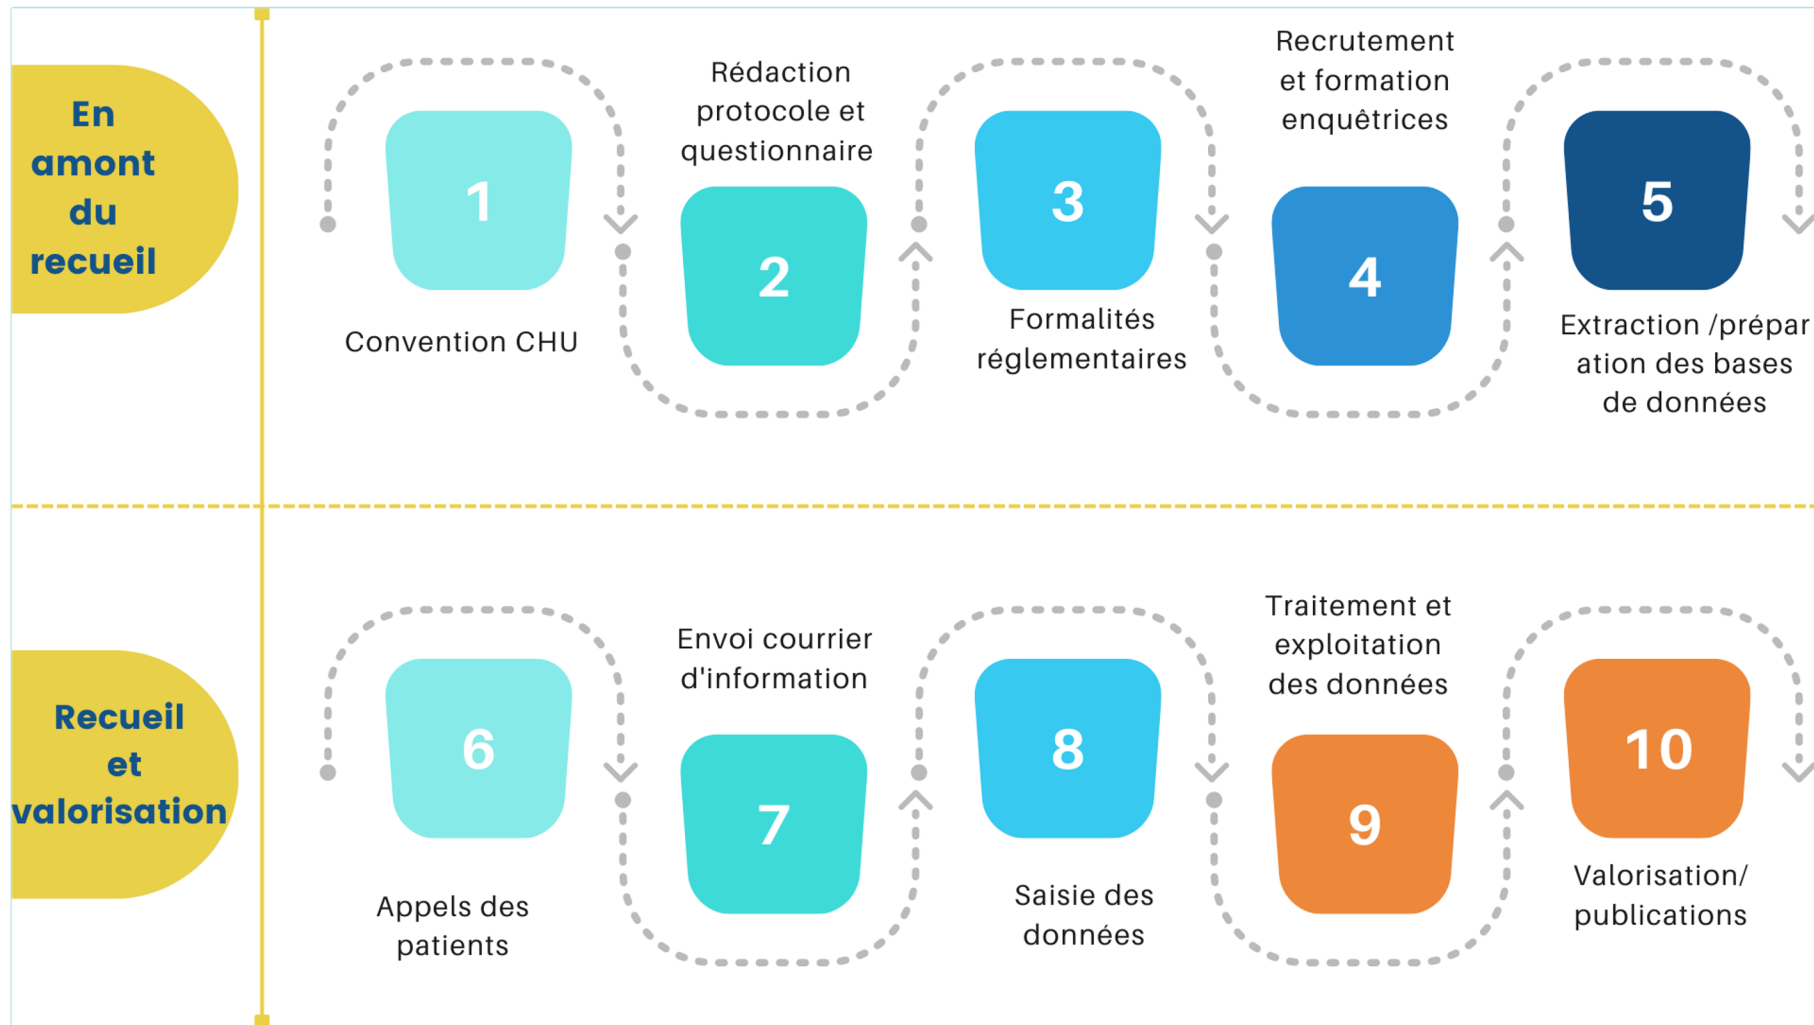 En
amont
du
recueil
1
Convention CHU
Rédaction
protocole et
questionnaire
2
3
Formalités
réglementaires
Recrutement
et formation
enquêtrices
4
5
Extraction /prépar
ation des bases
de données
Recueil
et
valorisation
6
Appels des
patients
Envoi courrier
d'information
7
8
Saisie des
données
Traitement et
exploitation
des données
9
10
Valorisation/
publications